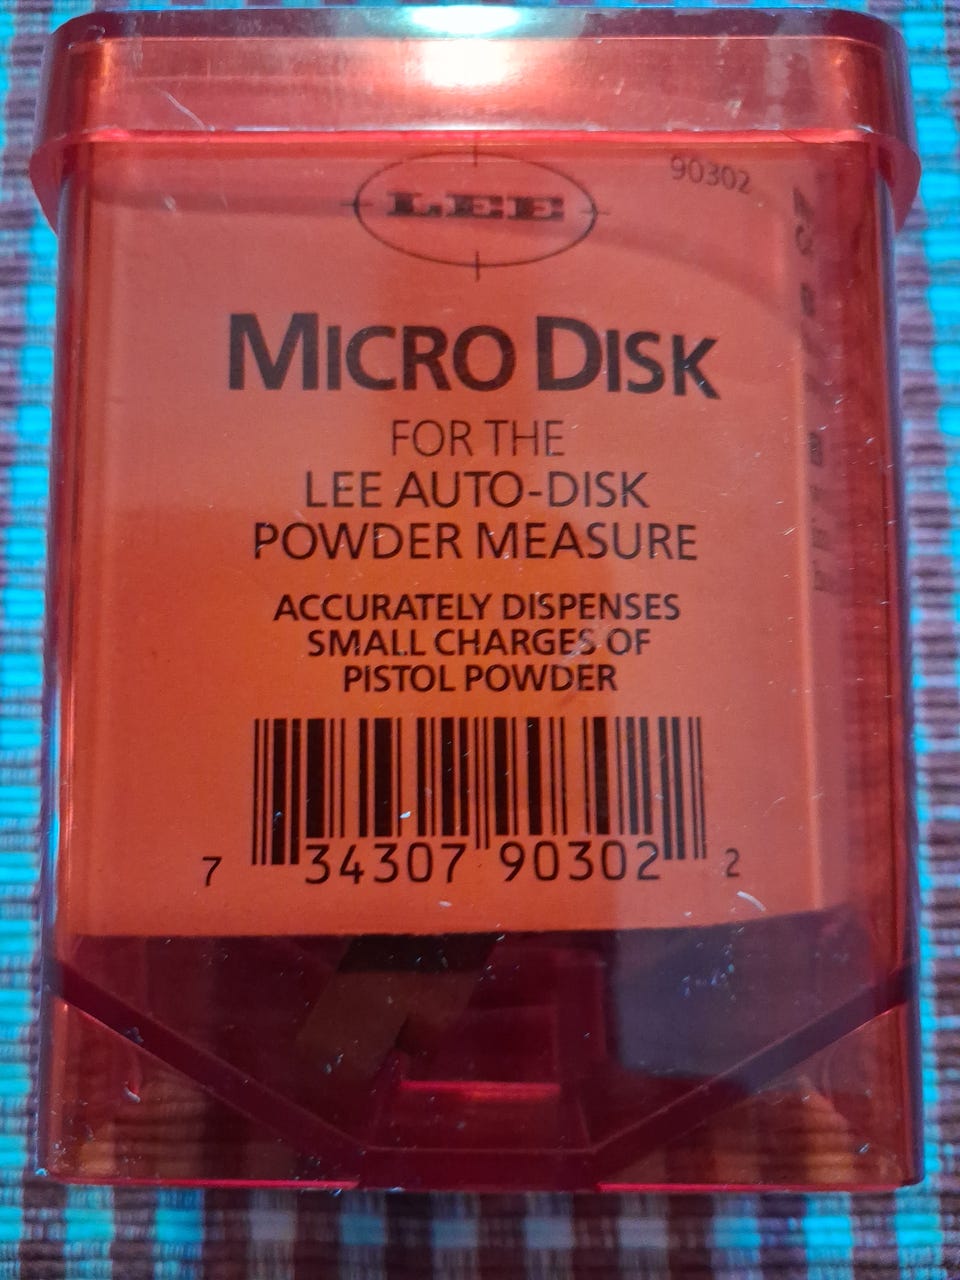 LEE
90302
MICRO DISK
FOR THE
LEE AUTO-DISK
POWDER MEASURE
ACCURATELY DISPENSES
SMALL CHARGES OF
PISTOL POWDER
7 34307 90302 2